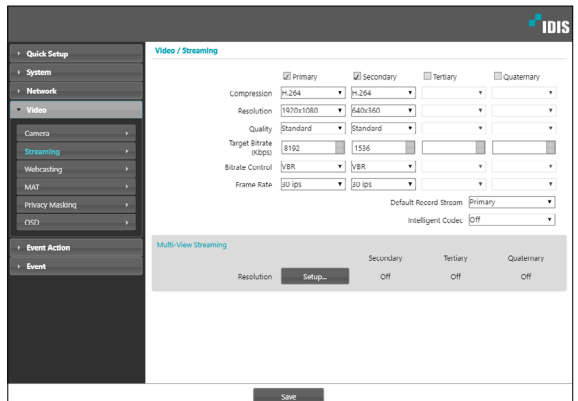 IDIS
Quick Setup
System
Network
Video
Camera
Streaming
Webcasting
MAT
Privacy Masking
OSD
Event Action
Event
Video / Streaming
Primary Secondary Tertiary Quaternary
Compression H.264 H.264
Resolution 1920x1080 640x360
Quality Standard Standard
Target Bitrate
(Kbps) 8192 1536
Bitrate Control VBR VBR
Frame Rate 30 ips 30 ips
Default Record Stream Primary
Intelligent Codec Off
Multi-View Streaming
Secondary Tertiary Quaternary
Resolution Setup... Off Off Off
Save